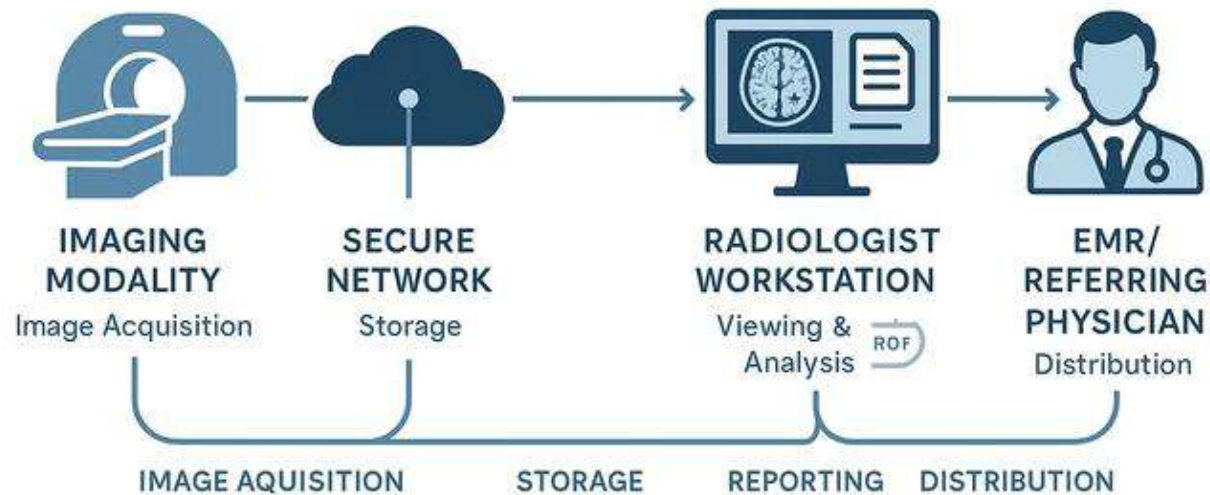 IMAGING
MODALITY
Image Acquisition
SECURE
NETWORK
Storage
RADIOLOGIST
WORKSTATION
Viewing &
Analysis
ROF
EMR/
REFERRING
PHYSICIAN
Distribution
IMAGE AQUISITION
STORAGE
REPORTING
DISTRIBUTION